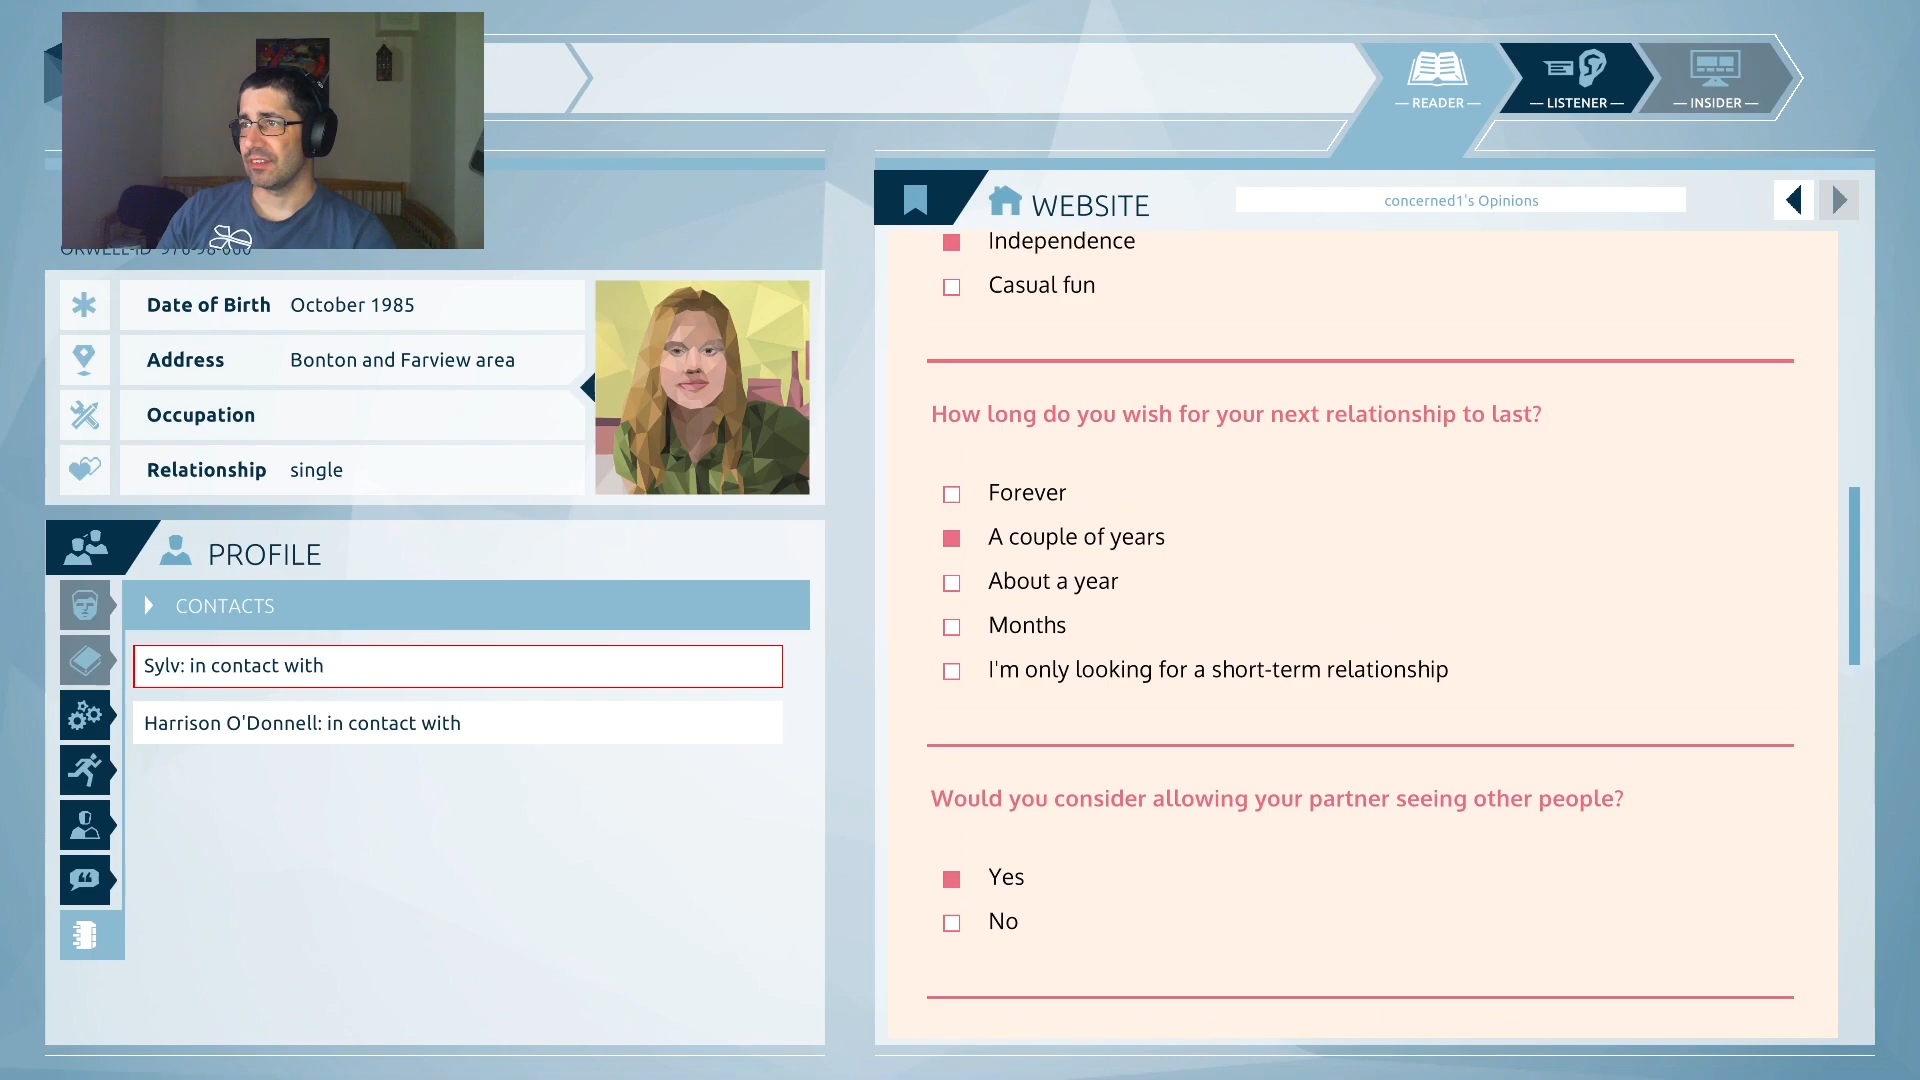 READER
LISTENER
INSIDER
WEBSITE
concerned1's Opinions
Date of Birth October 1985
Address Bonton and Farview area
Occupation
Relationship single
PROFILE
CONTACTS
Sylv: in contact with
Harrison O'Donnell: in contact with
Independence
Casual fun
How long do you wish for your next relationship to last?
Forever
A couple of years
About a year
Months
I'm only looking for a short-term relationship
Would you consider allowing your partner seeing other people?
Yes
No